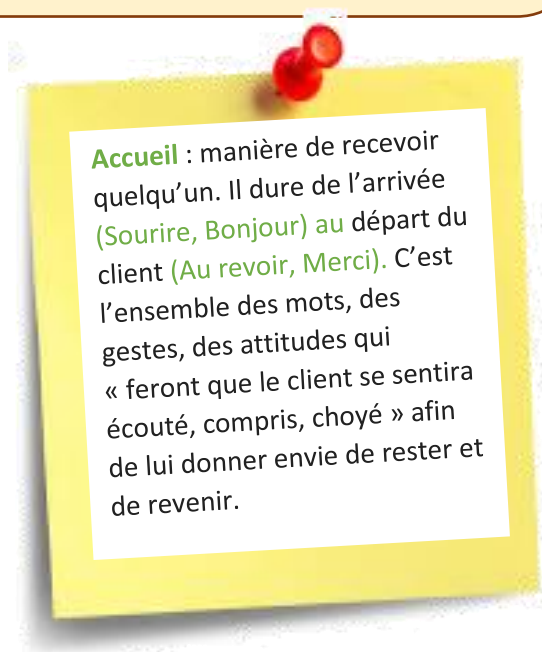 Accueil : manière de recevoir
quelqu’un. Il dure de l’arrivée
(Sourire, Bonjour) au départ du
client (Au revoir, Merci). C’est
l’ensemble des mots, des
gestes, des attitudes qui
« feront que le client se sentira
écouté, compris, choyé » afin
de lui donner envie de rester et
de revenir.